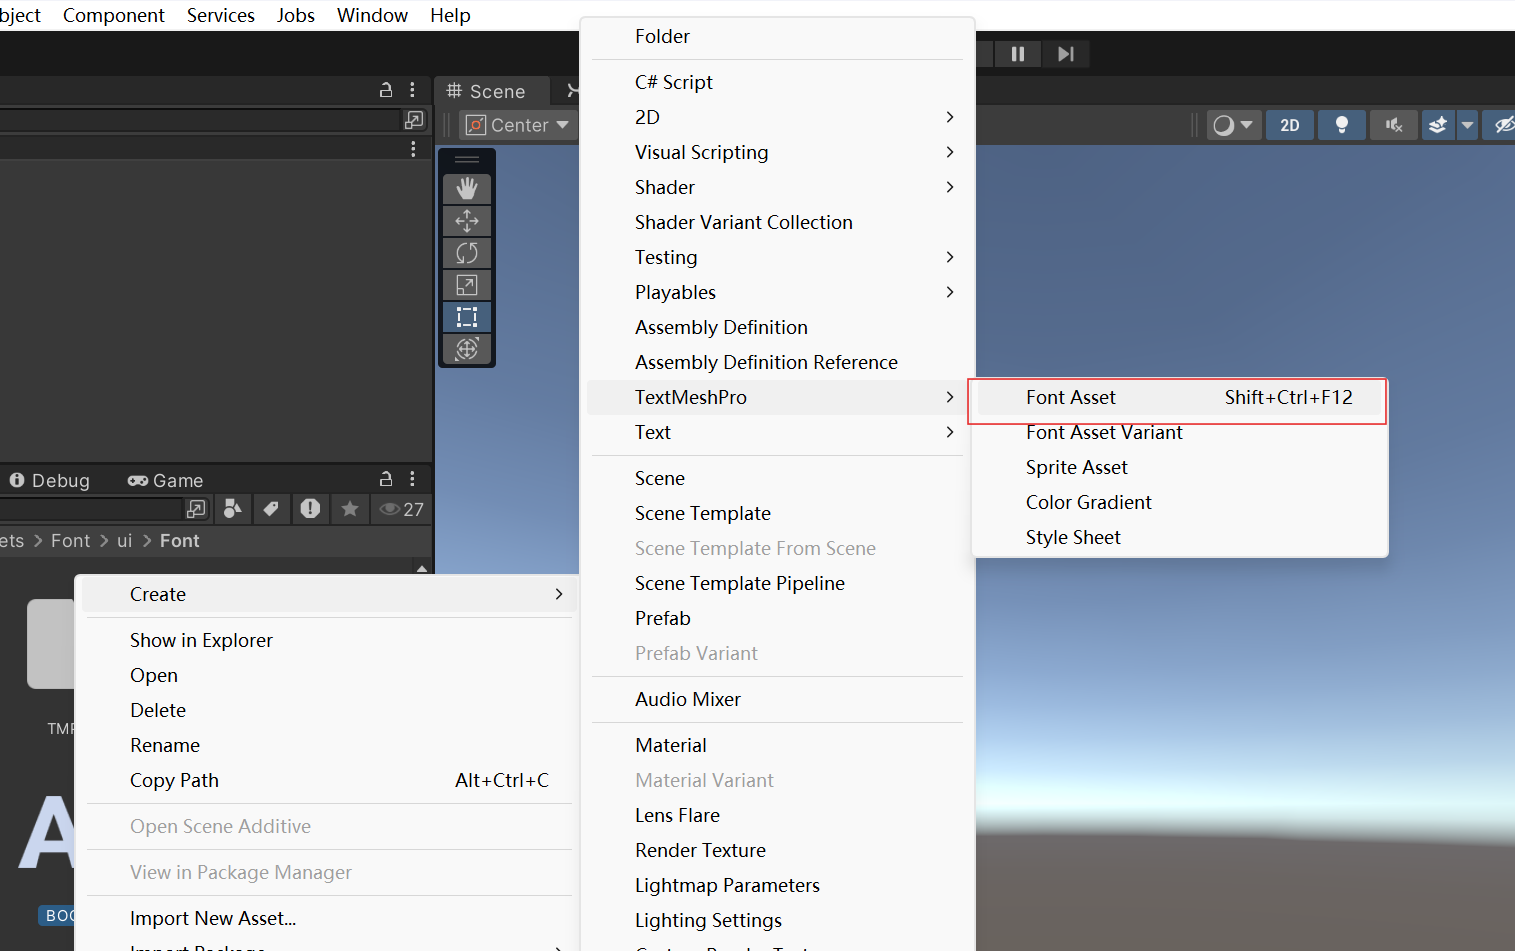 bject Component Services Jobs Window Help
Scene
Center
2D
Folder
C# Script
2D
Visual Scripting
Shader
Shader Variant Collection
Testing
Playables
Assembly Definition
Assembly Definition Reference
TextMeshPro
Text
Scene
Scene Template
Scene Template From Scene
Scene Template Pipeline
Prefab
Prefab Variant
Audio Mixer
Material
Material Variant
Lens Flare
Render Texture
Lightmap Parameters
Lighting Settings
Font Asset Shift+Ctrl+F12
Font Asset Variant
Sprite Asset
Color Gradient
Style Sheet
Debug Game
27
ets > Font > ui > Font
Create
Show in Explorer
Open
Delete
Rename
Copy Path Alt+Ctrl+C
Open Scene Additive
View in Package Manager
Import New Asset...
Import Package
TMP
A